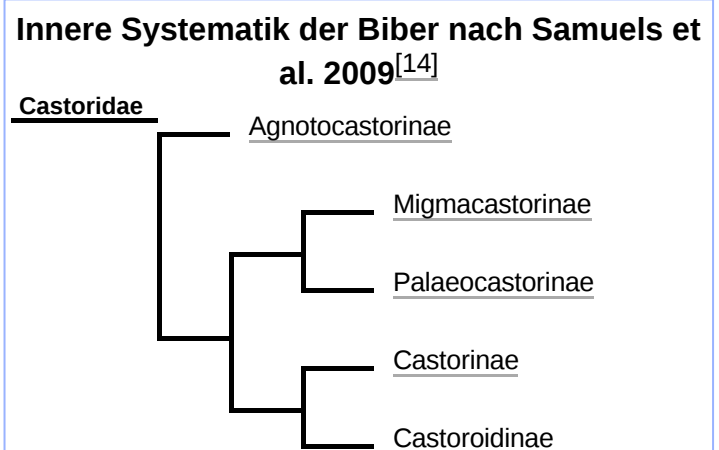 Innere Systematik der Biber nach Samuels et
al. 2009[14]
Castoridae
Agnotocastorinae
Migmacastorinae
Palaeocastorinae
Castorinae
Castoroidinae